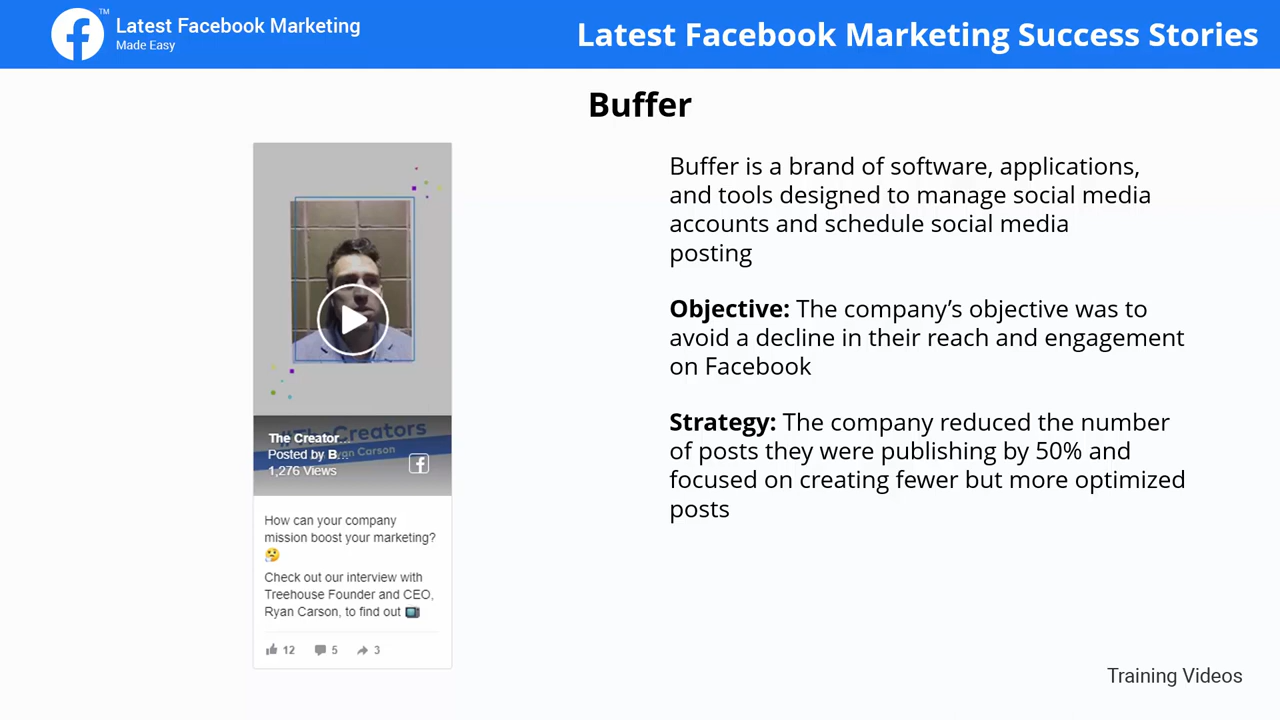 TM
Latest Facebook Marketing
Made Easy
Latest Facebook Marketing Success Stories
Buffer
#TheCreators
The Creator...
Posted by B...
Ryan Carson
1,276 Views
How can your company
mission boost your marketing?
🤔
Check out our interview with
Treehouse Founder and CEO,
Ryan Carson, to find out 📺
12 5 3
Buffer is a brand of software, applications,
and tools designed to manage social media
accounts and schedule social media
posting
Objective: The company’s objective was to
avoid a decline in their reach and engagement
on Facebook
Strategy: The company reduced the number
of posts they were publishing by 50% and
focused on creating fewer but more optimized
posts
Training Videos